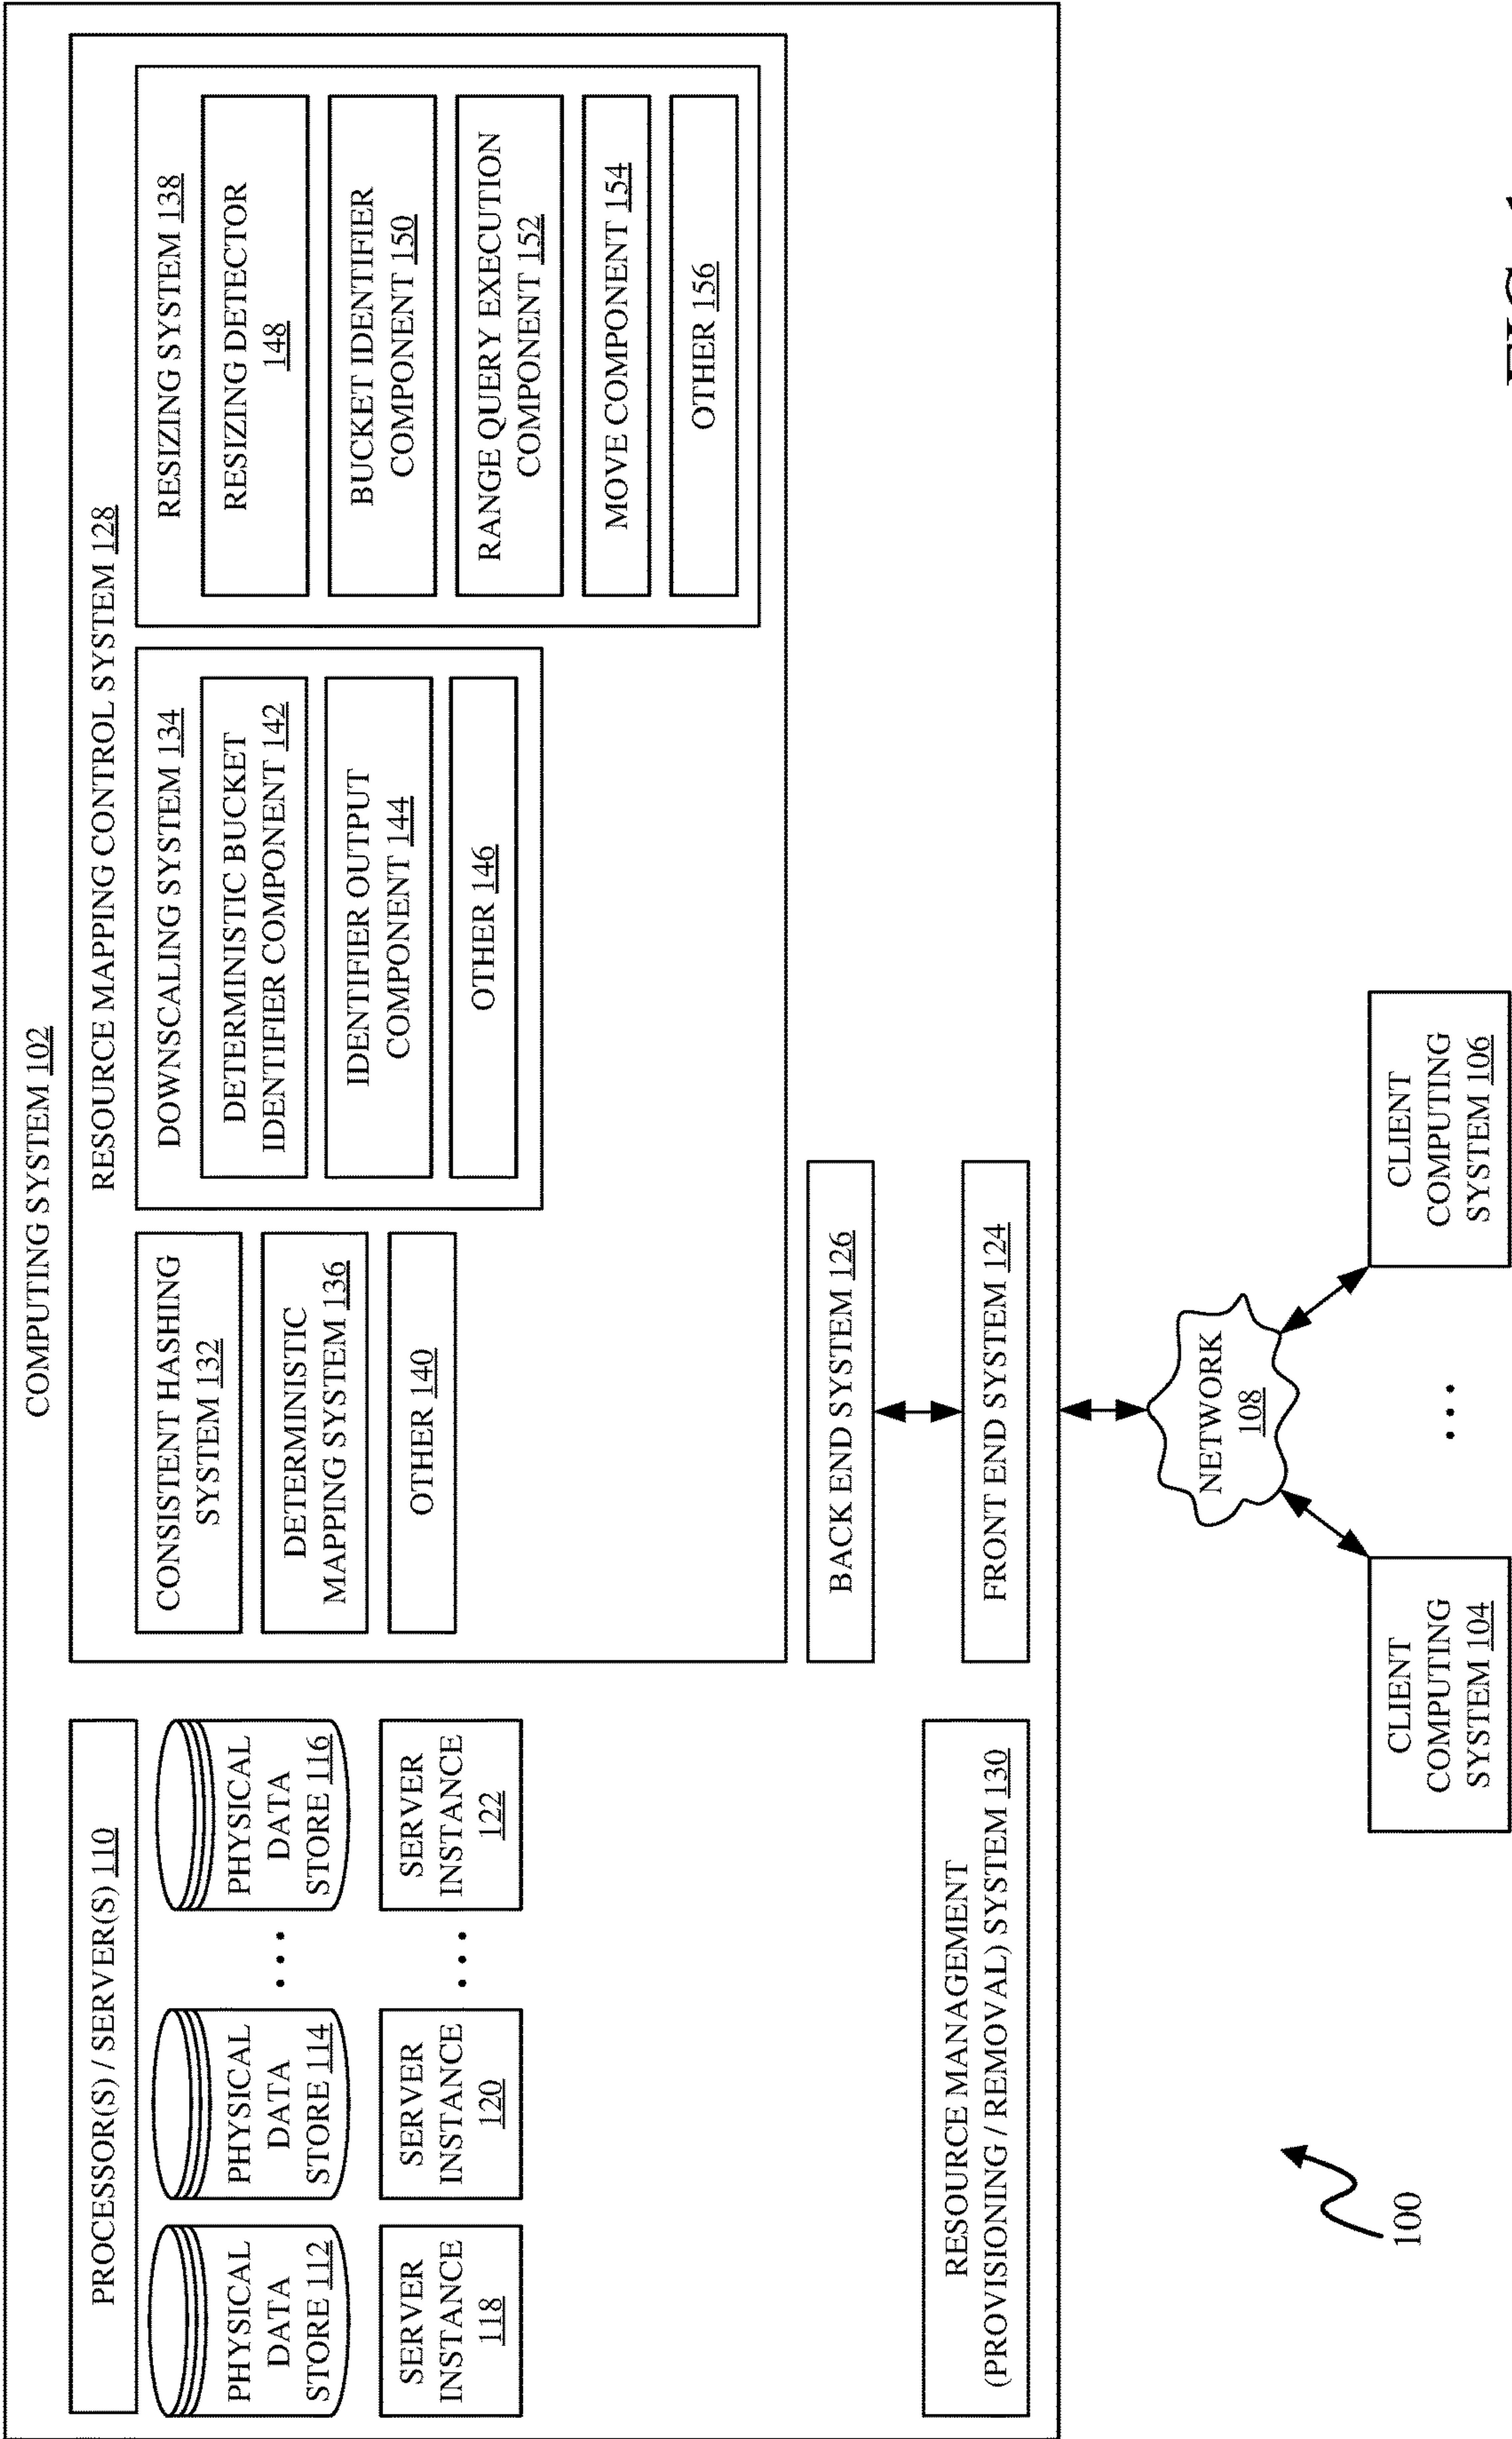 COMPUTING SYSTEM 102
PROCESSOR(S) / SERVER(S) 110
PHYSICAL
DATA
STORE 112
PHYSICAL
DATA
STORE 114
...
PHYSICAL
DATA
STORE 116
SERVER
INSTANCE
118
SERVER
INSTANCE
120
...
SERVER
INSTANCE
122
RESOURCE MANAGEMENT
(PROVISIONING / REMOVAL) SYSTEM 130
RESOURCE MAPPING CONTROL SYSTEM 128
CONSISTENT HASHING
SYSTEM 132
DETERMINISTIC
MAPPING SYSTEM 136
OTHER 140
DOWNSCALING SYSTEM 134
DETERMINISTIC BUCKET
IDENTIFIER COMPONENT 142
IDENTIFIER OUTPUT
COMPONENT 144
OTHER 146
RESIZING SYSTEM 138
RESIZING DETECTOR
148
BUCKET IDENTIFIER
COMPONENT 150
RANGE QUERY EXECUTION
COMPONENT 152
MOVE COMPONENT 154
OTHER 156
BACK END SYSTEM 126
FRONT END SYSTEM 124
NETWORK
108
CLIENT
COMPUTING
SYSTEM 104
...
CLIENT
COMPUTING
SYSTEM 106
100